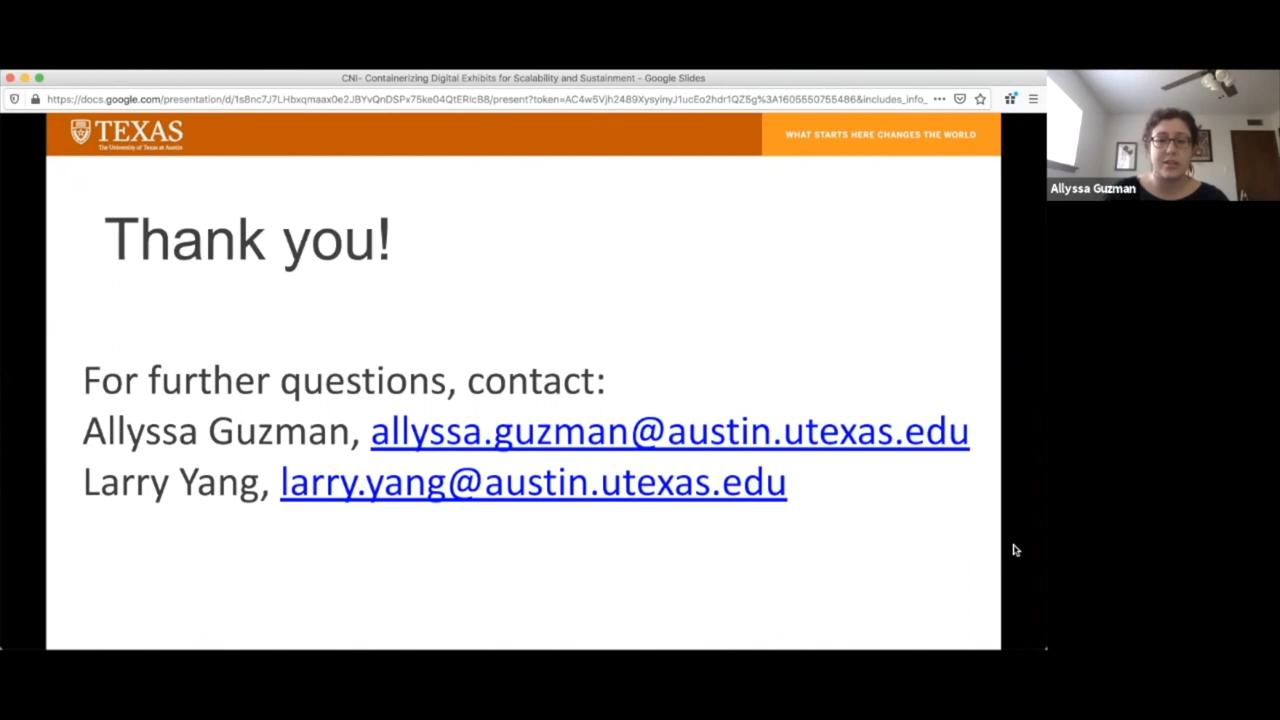 CNI- Containerizing Digital Exhibits for Scalability and Sustainment - Google Slides
TEXAS
The University of Texas at Austin
WHAT STARTS HERE CHANGES THE WORLD
Allyssa Guzman
Thank you!
For further questions, contact:
Allyssa Guzman, allyssa.guzman@austin.utexas.edu
Larry Yang, larry.yang@austin.utexas.edu